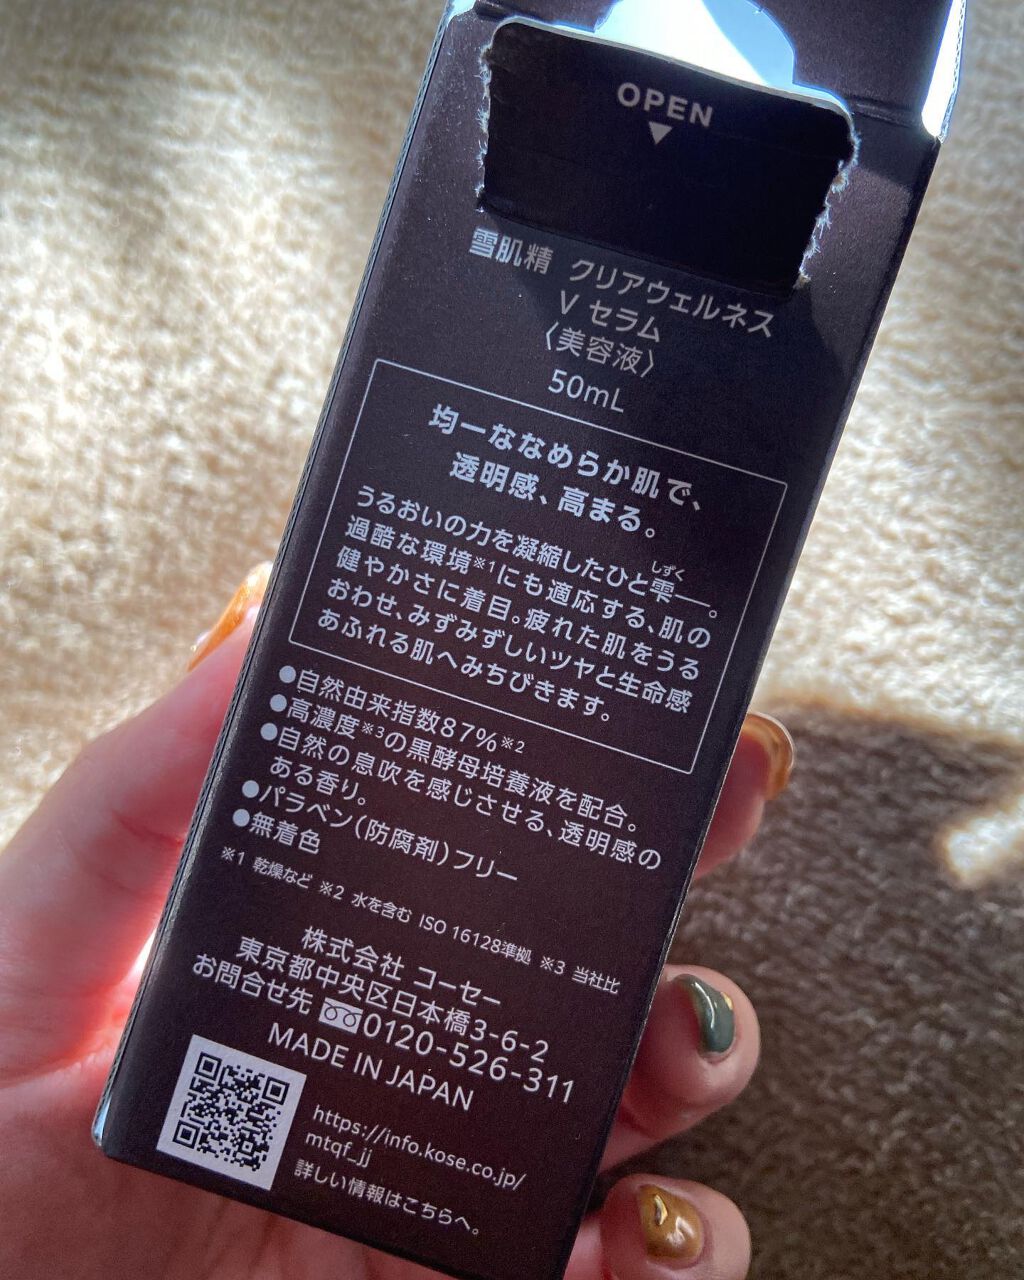 OPEN
雪肌精 クリアウェルネス
V セラム
〈美容液〉
50mL
均一ななめらか肌で、
透明感、高まる。
うるおいの力を凝縮したひと雫―。
しずく
過酷な環境※1にも適応する、肌の
健やかさに着目。疲れた肌をうる
おわせ、みずみずしいツヤと生命感
あふれる肌へみちびきます。
●自然由来指数87%※2
●高濃度※3の黒酵母培養液を配合。
●自然の息吹を感じさせる、透明感の
ある香り。
●パラベン(防腐剤)フリー
●無着色
※1 乾燥など ※2 水を含む ISO 16128準拠 ※3 当社比
株式会社 コーセー
東京都中央区日本橋3-6-2
お問合せ先 0120-526-311
MADE IN JAPAN
https://info.kose.co.jp/
mtqf_jj
詳しい情報はこちらへ。